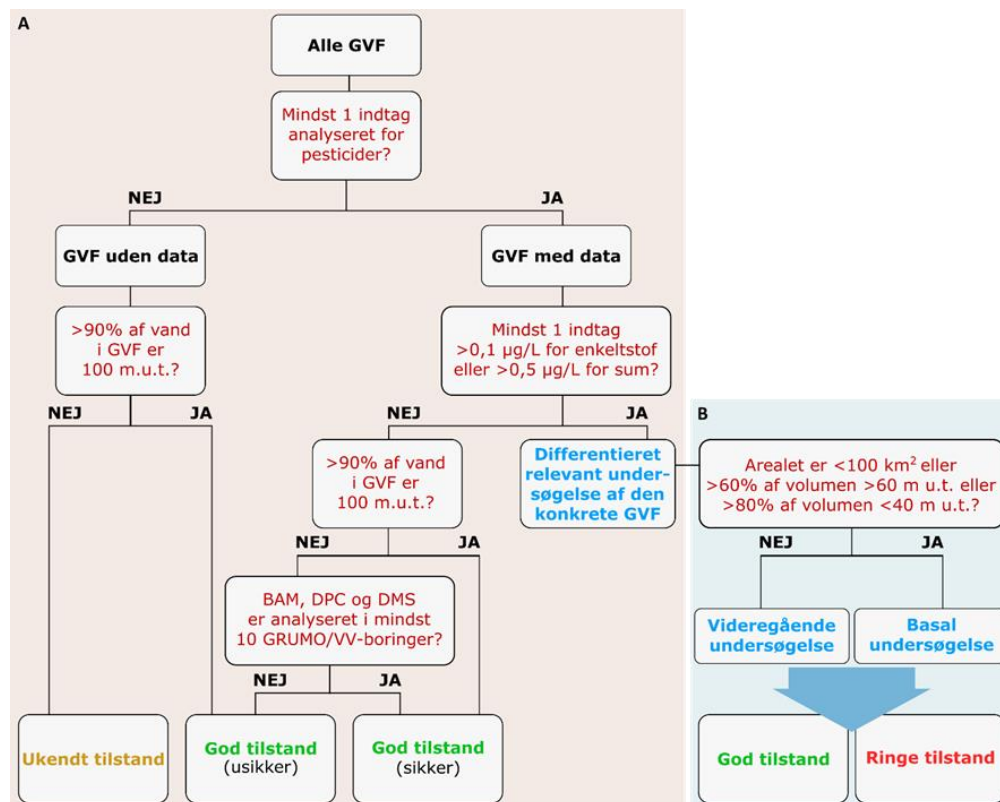 A
Alle GVF
Mindst 1 indtag
analyseret for
pesticider?
NEJ
JA
GVF uden data
GVF med data
>90% af vand
i GVF er
100 m.u.t.?
Mindst 1 indtag
>0,1 µg/L for enkeltstof
eller >0,5 µg/L for sum?
NEJ
JA
NEJ
JA
>90% af vand
i GVF er
100 m.u.t.?
Differentieret
relevant under-
søgelse af den
konkrete GVF
NEJ
JA
BAM, DPC og DMS
er analyseret i mindst
10 GRUMO/VV-boringer?
NEJ
JA
Ukendt tilstand
God tilstand
(usikker)
God tilstand
(sikker)
B
Arealet er <100 km² eller
>60% af volumen >60 m u.t. eller
>80% af volumen <40 m u.t.?
NEJ
JA
Videregående
undersøgelse
Basal
undersøgelse
God tilstand
Ringe tilstand